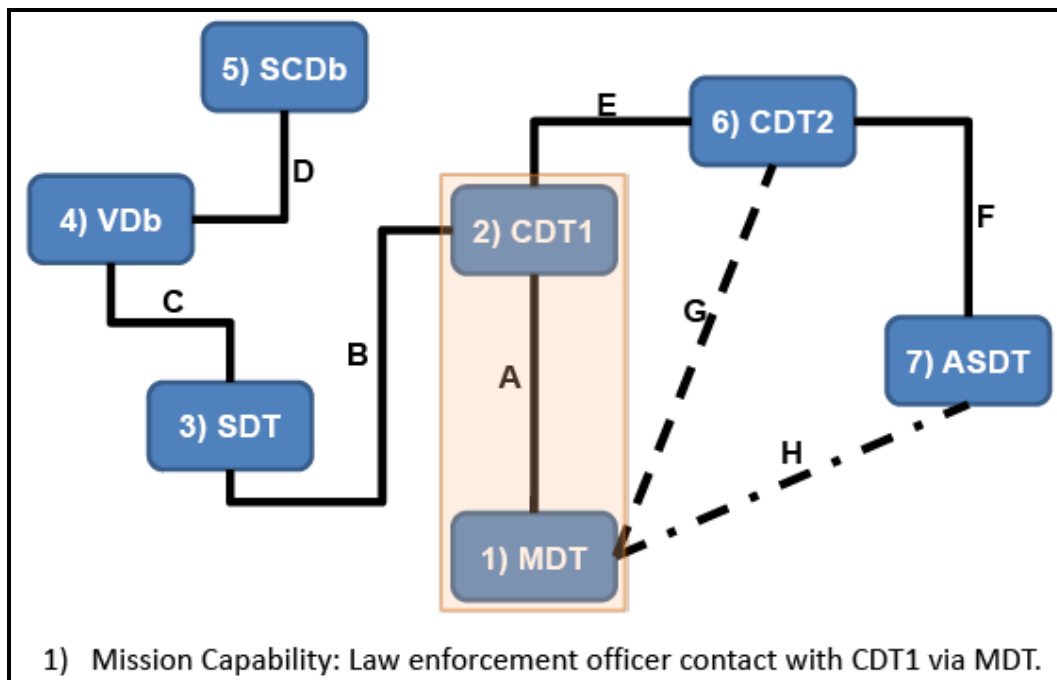 5) SCDb
E
6) CDT2
D
4) VDb
2) CDT1
F
C
G
B
A
7) ASDT
3) SDT
H
1) MDT
1) Mission Capability: Law enforcement officer contact with CDT1 via MDT.